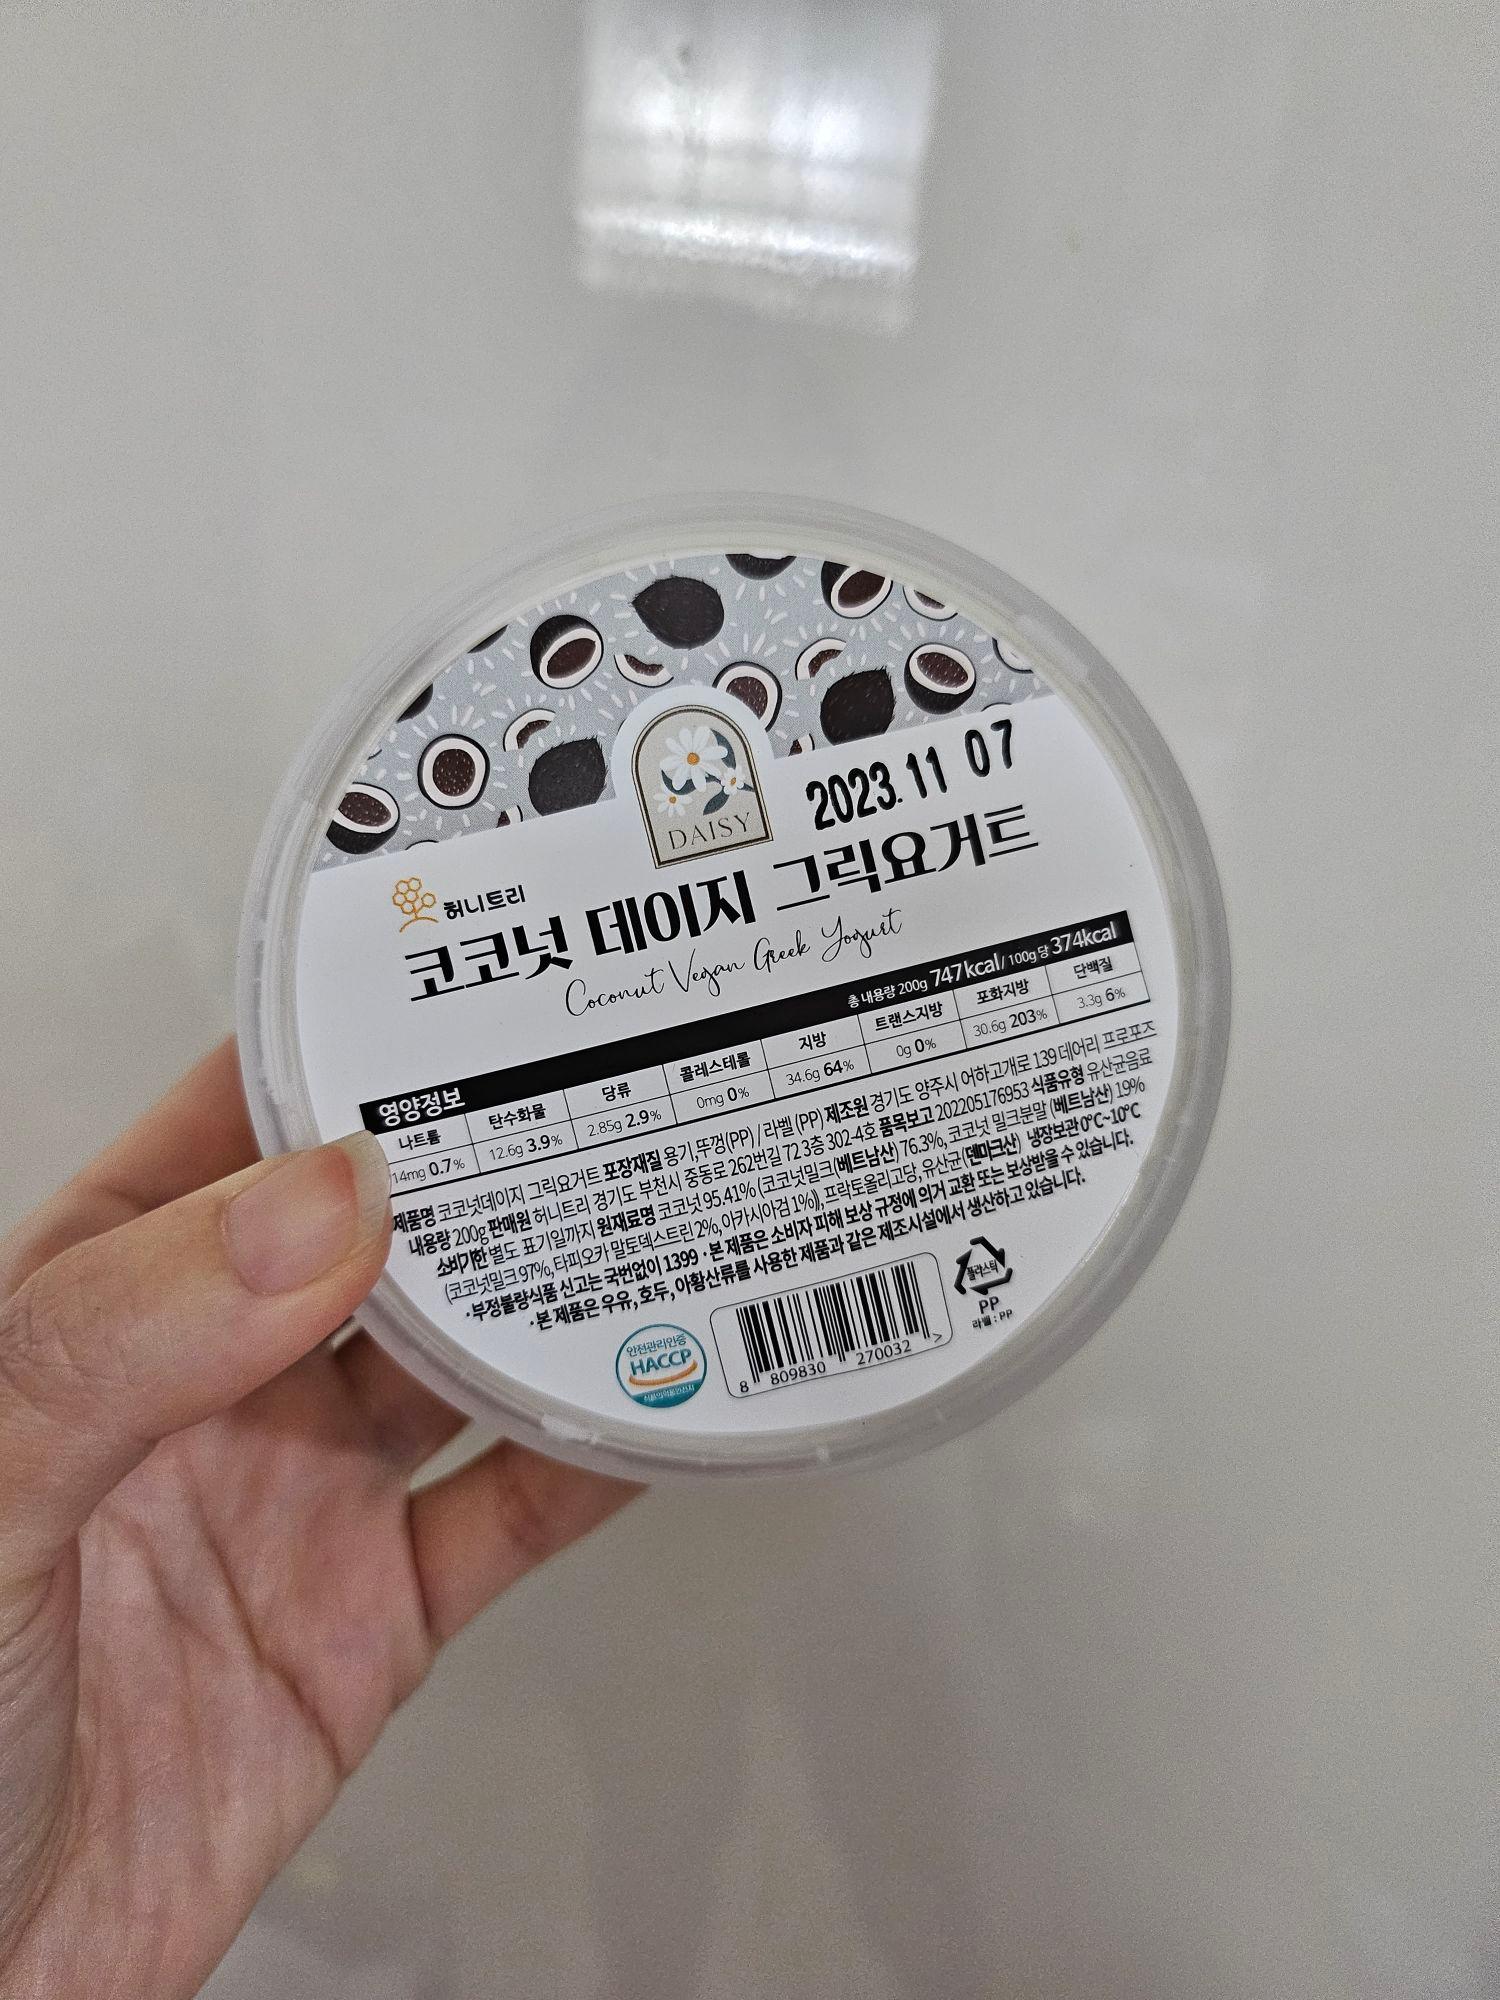 DAISY
2023.11 07
허니트리
코코넛 데이지 그릭요거트
Coconut Vegan Greek Yogurt
영양정보 총 내용량 200g 747kcal / 100g당 374kcal
나트륨 탄수화물 당류 콜레스테롤 지방 트랜스지방 포화지방 단백질
14mg 0.7% 12.6g 3.9% 2.85g 2.9% 0mg 0% 34.6g 64% 0g 0% 30.6g 203% 3.3g 6%
제품명 코코넛데이지 그릭요거트 포장재질 용기,뚜껑(PP) / 라벨 (PP) 제조원 경기도 양주시 어하고개로 139 데어리 프로포즈
내용량 200g 판매원 허니트리 경기도 부천시 중동로 262번길 72 3층 302-4호 품목보고 202205176953 식품유형 유산균음료
소비기한 별도 표기일까지 원재료명 코코넛 95.41% (코코넛밀크(베트남산) 76.3%, 코코넛 밀크분말 (베트남산) 19%
(코코넛밀크 97%, 타피오카 말토덱스트린 2%, 아카시아검 1%)), 프락토올리고당, 유산균(덴마크산) 냉장보관 0°C~10°C
·부정불량식품 신고는 국번없이 1399 ·본 제품은 소비자 피해 보상 규정에 의거 교환 또는 보상받을 수 있습니다.
·본 제품은 우유, 호두, 아황산류를 사용한 제품과 같은 제조시설에서 생산하고 있습니다.
안전관리인증
HACCP
식품의약품안전처
8 809830 270032 >
플라스틱
PP
라벨 : PP